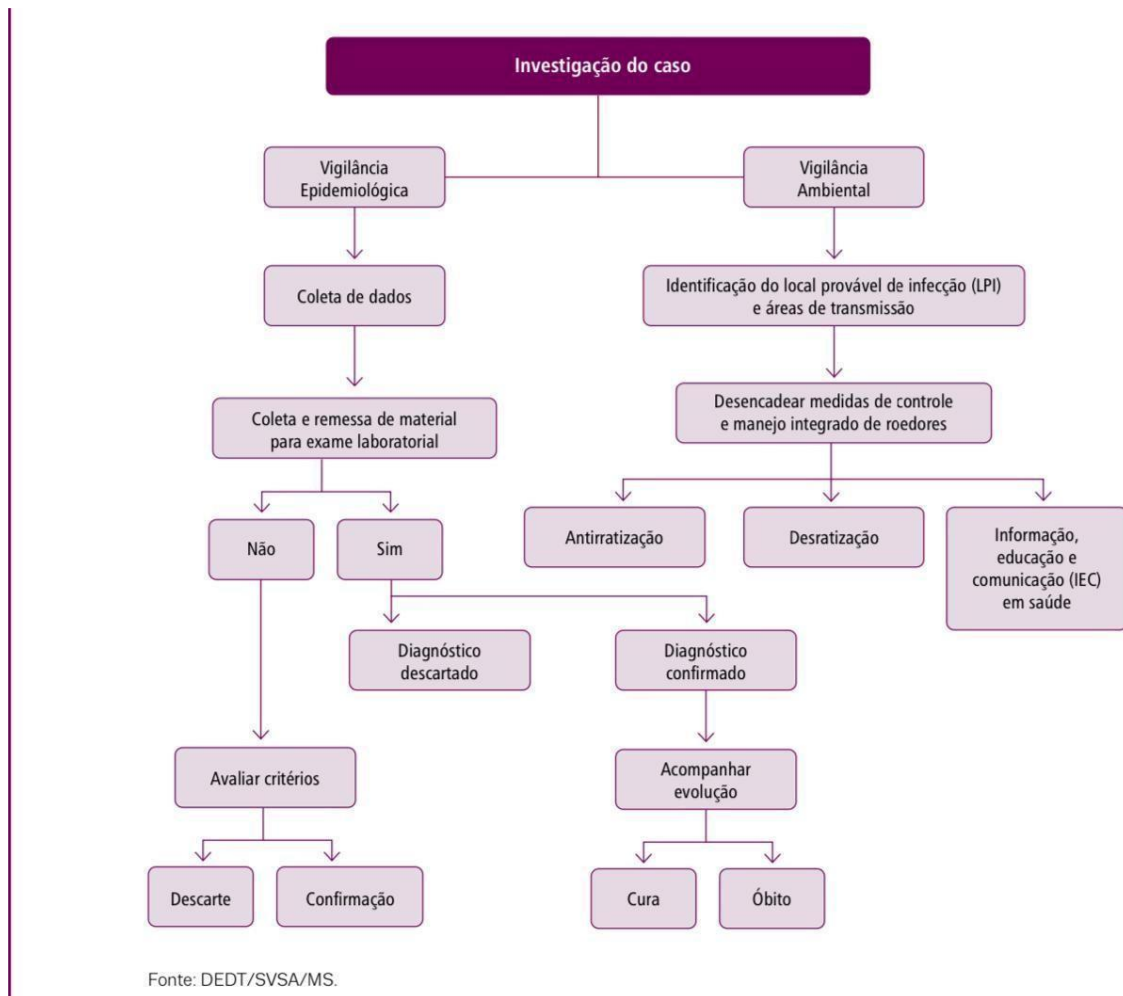 Investigação do caso
Vigilância
Epidemiológica
Vigilância
Ambiental
Coleta de dados
Identificação do local provável de infecção (LPI)
e áreas de transmissão
Coleta e remessa de material
para exame laboratorial
Desencadear medidas de controle
e manejo integrado de roedores
Não
Sim
Antirratização
Desratização
Informação,
educação e
comunicação (IEC)
em saúde
Diagnóstico
descartado
Diagnóstico
confirmado
Avaliar critérios
Acompanhar
evolução
Descarte
Confirmação
Cura
Óbito
Fonte: DEDT/SVSA/MS.